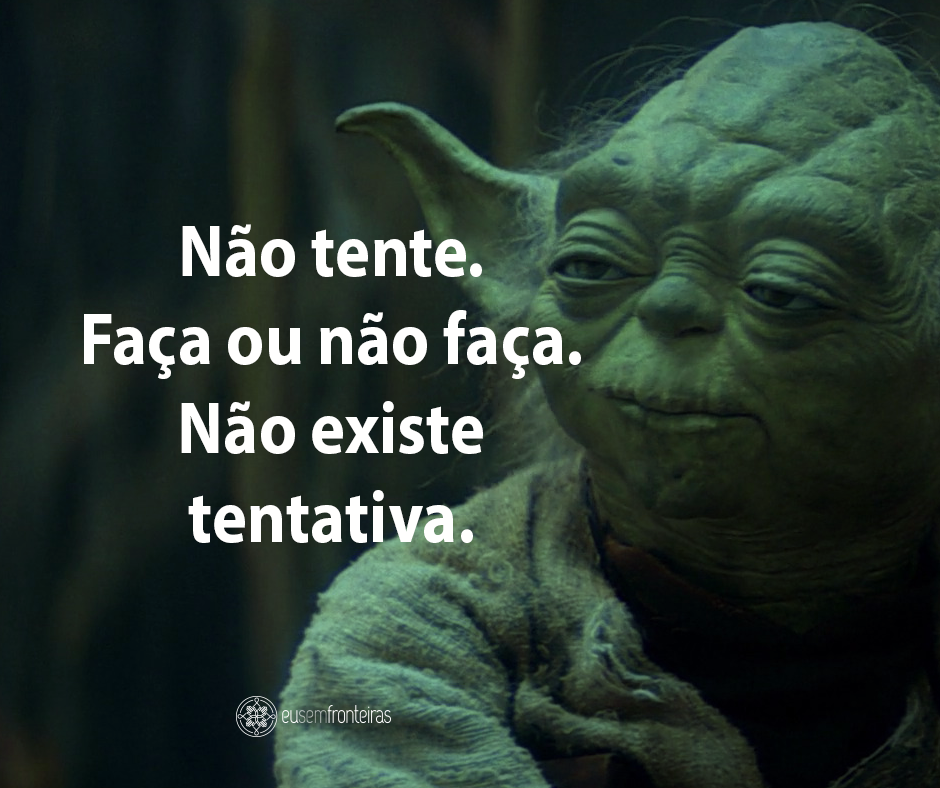 Não tente.
Faça ou não faça.
Não existe
tentativa.
eusemfronteiras